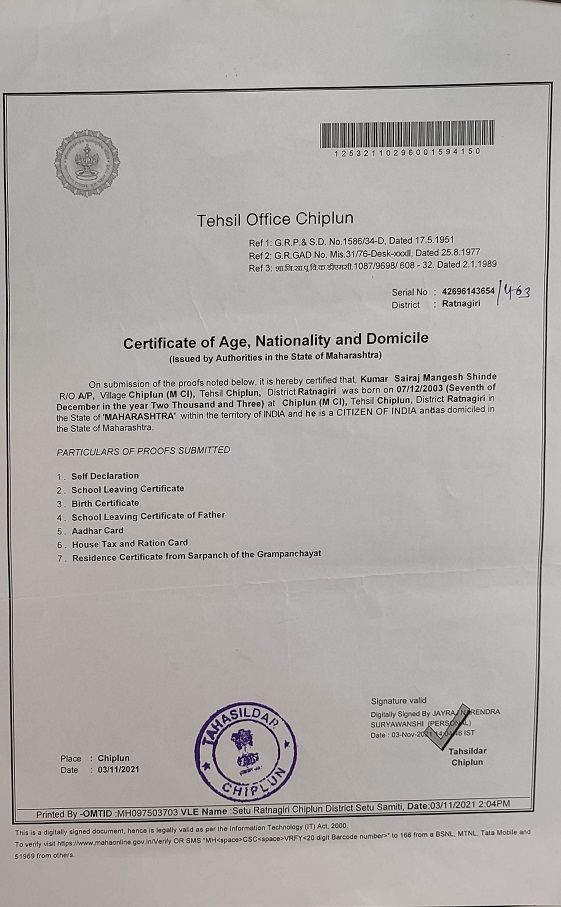 12532110296001594150
Tehsil Office Chiplun
Ref 1: G.R.P.& S.D. No.1586/34-D, Dated 17.5.1951
Ref 2: G.R.GAD No. Mis.31/76-Desk-xxxII, Dated 25.8.1977
Ref 3: शा.नि.सा.पू.वि.क.डीएमसी.1087/9698/ 608 - 32. Dated 2.1.1989
Serial No : 42696143654 /463
District : Ratnagiri
Certificate of Age, Nationality and Domicile
(Issued by Authorities in the State of Maharashtra)
On submission of the proofs noted below, it is hereby certified that, Kumar Sairaj Mangesh Shinde
R/O A/P, Village Chiplun (M CI), Tehsil Chiplun, District Ratnagiri was born on 07/12/2003 (Seventh of
December in the year Two Thousand and Three) at Chiplun (M CI), Tehsil Chiplun, District Ratnagiri in
the State of 'MAHARASHTRA' within the territory of INDIA and he is a CITIZEN OF INDIA and as domiciled in
the State of Maharashtra.
PARTICULARS OF PROOFS SUBMITTED
1 . Self Declaration
2 . School Leaving Certificate
3 . Birth Certificate
4 . School Leaving Certificate of Father
5 . Aadhar Card
6 . House Tax and Ration Card
7 . Residence Certificate from Sarpanch of the Grampanchayat
Signature valid
Digitally Signed By JAYRAJ NARENDRA
SURYAWANSHI (PERSONAL)
Date : 03-Nov-2021 IST
Tahsildar
Chiplun
TAHASILDAR
CHIPLUN
Place : Chiplun
Date : 03/11/2021
Printed By -OMTID :MH097503703 VLE Name :Setu Ratnagiri Chiplun District Setu Samiti, Date:03/11/2021 2:04PM
This is a digitally signed document, hence is legally valid as per the Information Technology (IT) Act, 2000.
To verify visit https://www.mahaonline.gov.in/Verify OR SMS "MH<space>CSC<space>VRFY<20 digit Barcode number>" to 166 from a BSNL, MTNL, Tata Mobile and
51969 from others.